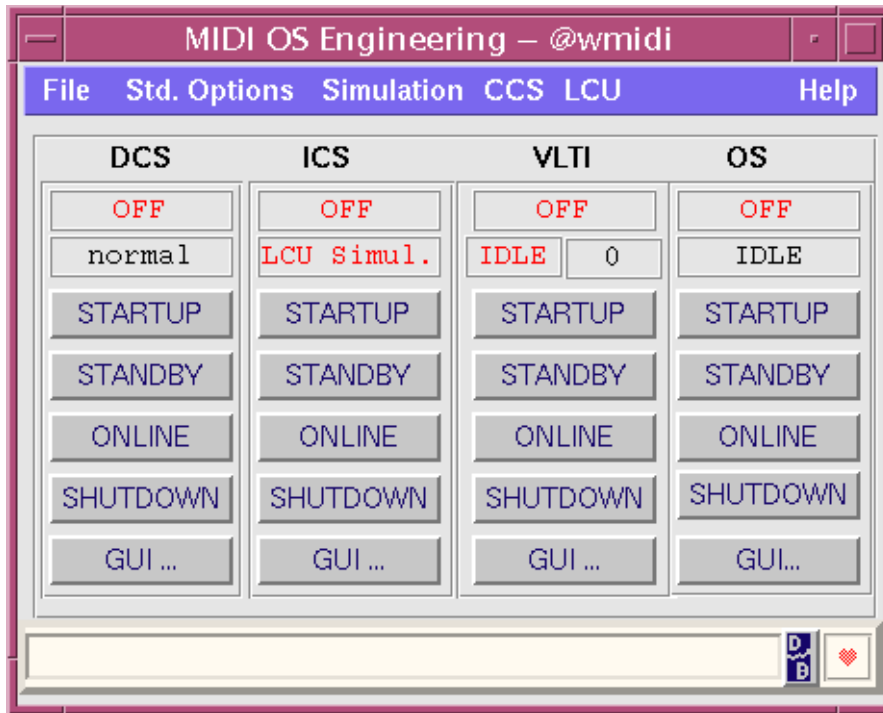 MIDI OS Engineering – @wmidi
File Std. Options Simulation CCS LCU Help
DCS ICS VLTI OS
OFF OFF OFF OFF
normal LCU Simul. IDLE 0 IDLE
STARTUP STARTUP STARTUP STARTUP
STANDBY STANDBY STANDBY STANDBY
ONLINE ONLINE ONLINE ONLINE
SHUTDOWN SHUTDOWN SHUTDOWN SHUTDOWN
GUI ... GUI ... GUI ... GUI...
D
B